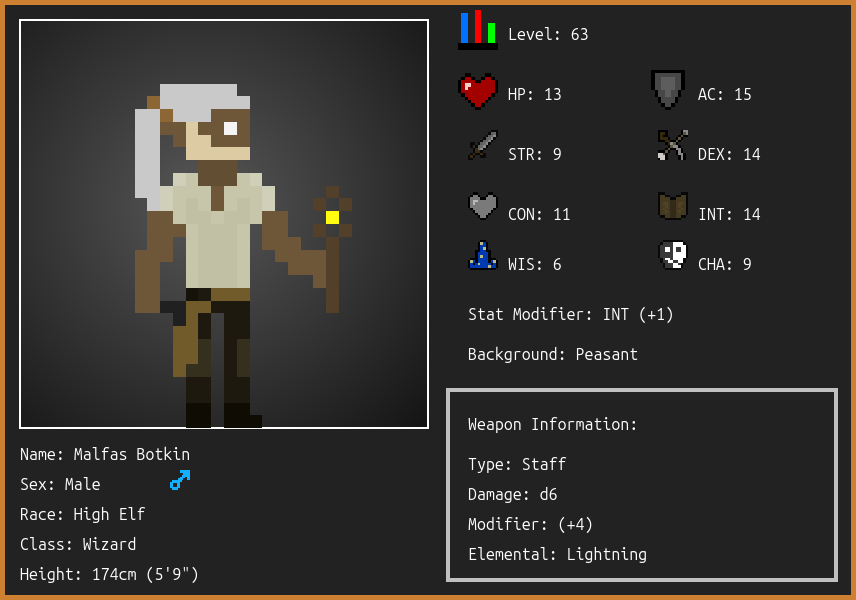 Level: 63
HP: 13
AC: 15
STR: 9
DEX: 14
CON: 11
INT: 14
WIS: 6
CHA: 9
Stat Modifier: INT (+1)
Background: Peasant
Weapon Information:
Type: Staff
Damage: d6
Modifier: (+4)
Elemental: Lightning
Name: Malfas Botkin
Sex: Male
Race: High Elf
Class: Wizard
Height: 174cm (5'9")